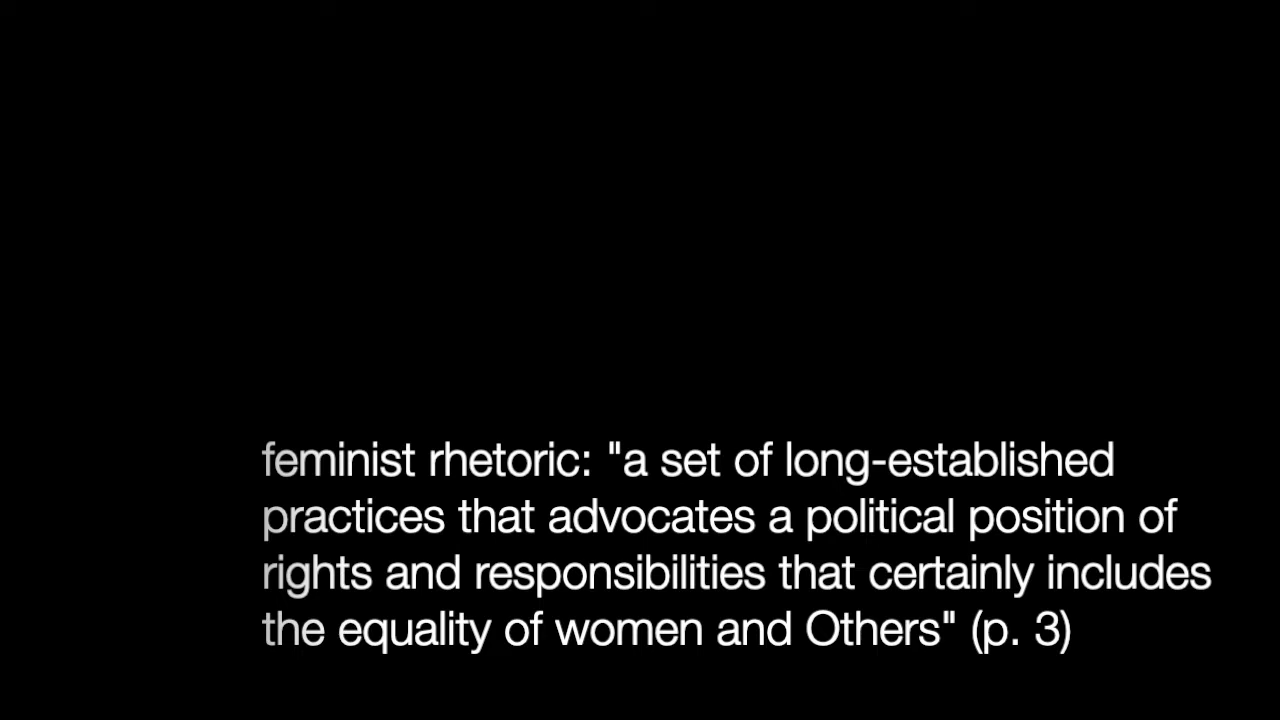 feminist rhetoric: "a set of long-established
practices that advocates a political position of
rights and responsibilities that certainly includes
the equality of women and Others" (p. 3)